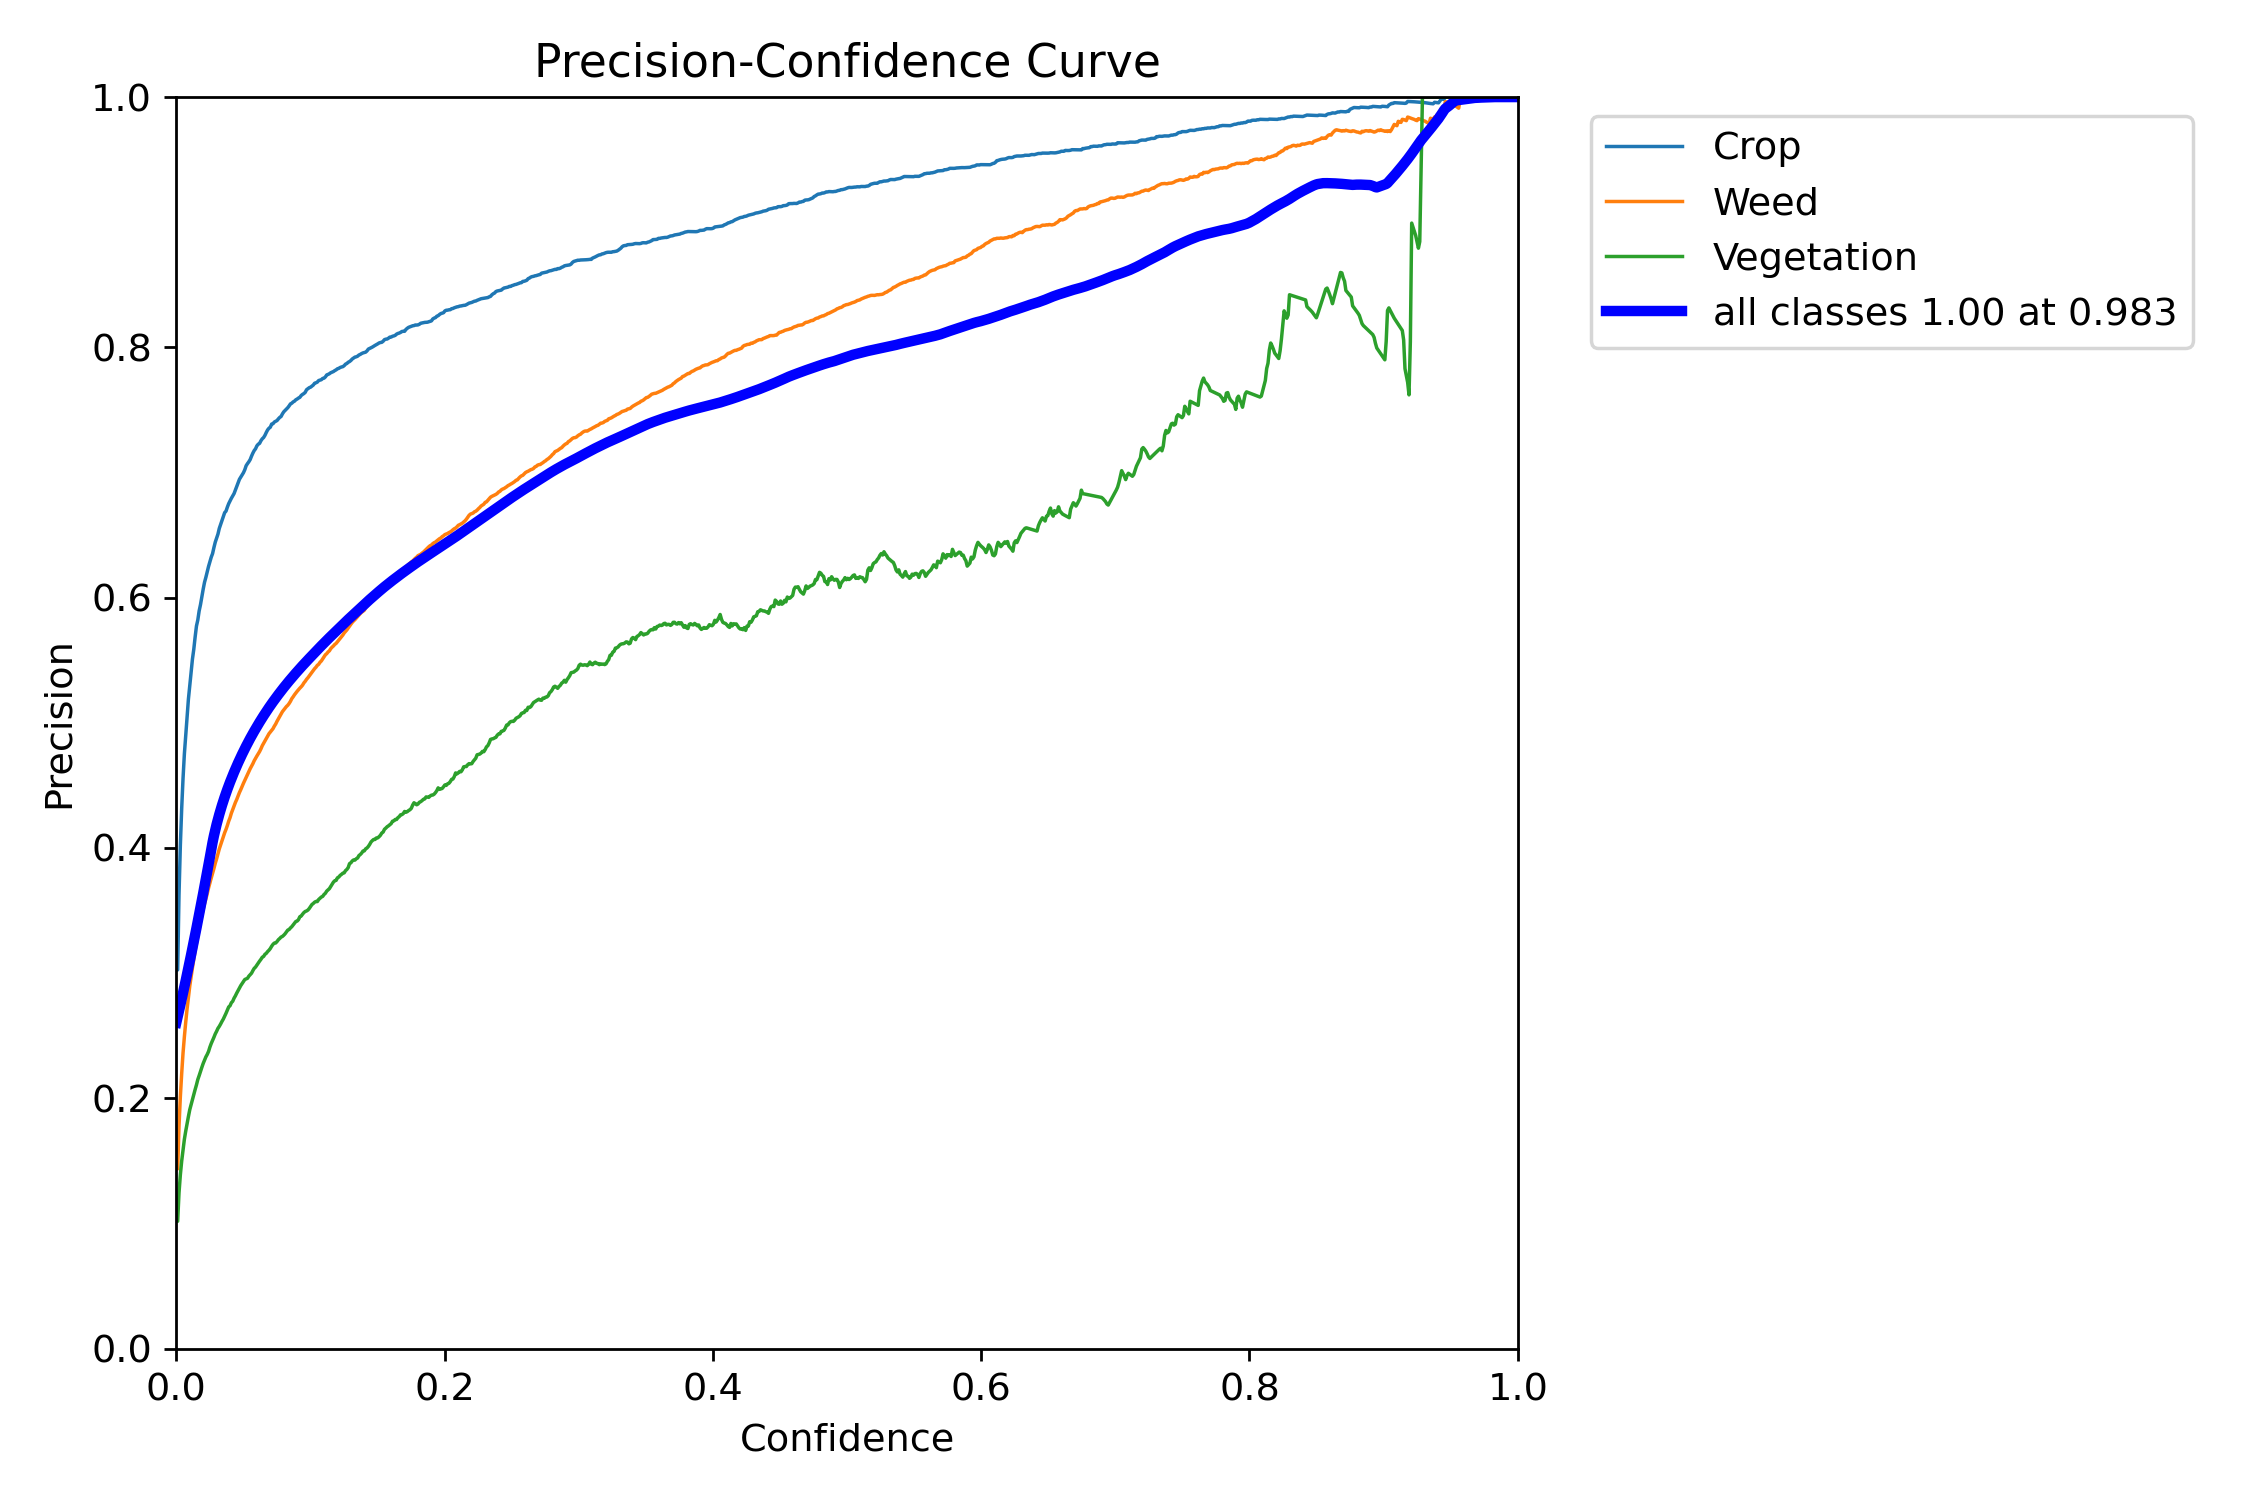 Precision-Confidence Curve
1.0
0.8
0.6
0.4
0.2
0.0
Precision
0.0 0.2 0.4 0.6 0.8 1.0
Confidence
Crop
Weed
Vegetation
all classes 1.00 at 0.983